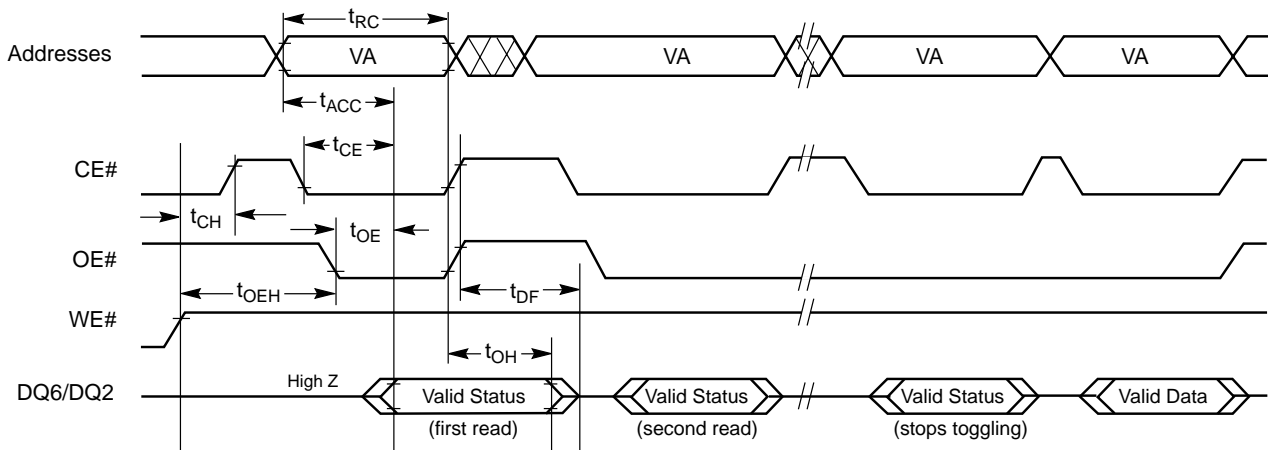 tRC
Addresses VA VA VA VA
tACC
tCE
CE#
tCH tOE
OE#
tOEH tDF
WE#
tOH
DQ6/DQ2 High Z Valid Status Valid Status Valid Status Valid Data
(first read) (second read) (stops toggling)